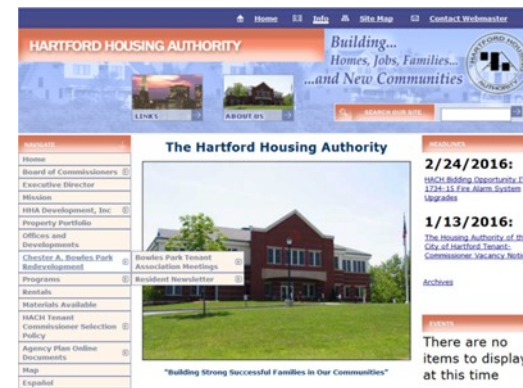 Home Info Site Map Contact Webmaster
HARTFORD HOUSING AUTHORITY
Building...
Homes, Jobs, Families...
...and New Communities
HARTFORD HOUSING
AUTHORITY
LINKS
ABOUT US
SEARCH OUR SITE
NAVIGATE
Home
Board of Commissioners
Executive Director
Mission
HHA Development, Inc
Property Portfolio
Offices and
Developments
Chester A. Bowles Park
Redevelopment
Programs
Rentals
Materials Available
HACH Tenant
Commissioner Selection
Policy
Agency Plan Online
Documents
Map
Español
Bowles Park Tenant
Association Meetings
Resident Newsletter
The Hartford Housing Authority
"Building Strong Successful Families in Our Communities"
HEADLINES
2/24/2016:
HACH Bidding Opportunity
1734-15 Fire Alarm System
Upgrades
1/13/2016:
The Housing Authority of the
City of Hartford Tenant-
Commissioner Vacancy
Archives
EVENTS
There are no
items to display
at this time